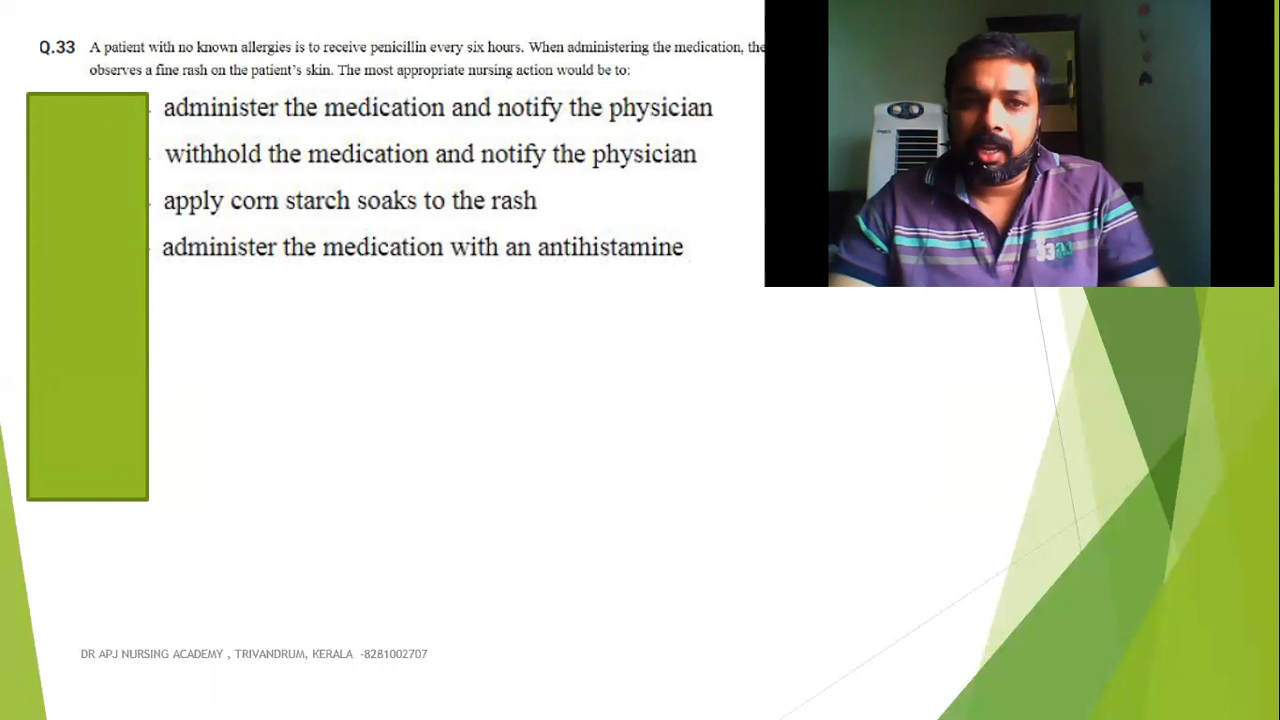 Q.33 A patient with no known allergies is to receive penicillin every six hours. When administering the medication, the
observes a fine rash on the patient's skin. The most appropriate nursing action would be to:
administer the medication and notify the physician
withhold the medication and notify the physician
apply corn starch soaks to the rash
administer the medication with an antihistamine
DR APJ NURSING ACADEMY , TRIVANDRUM, KERALA -8281002707